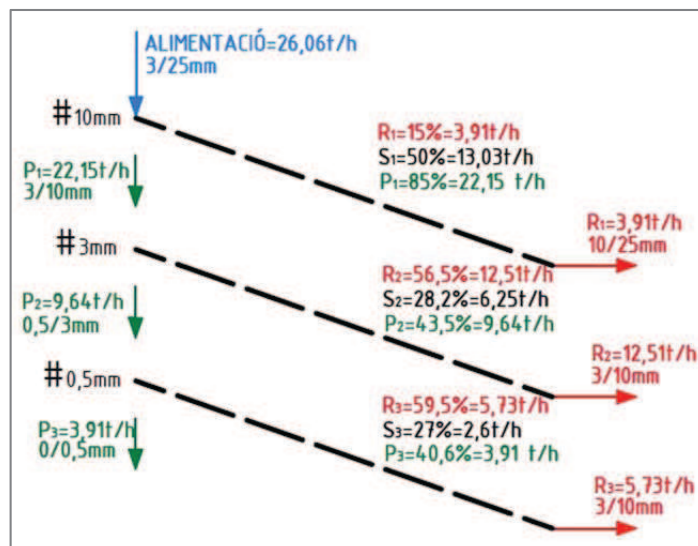 ALIMENTACIÓ=26,06t/h
3/25mm
#10mm
R1=15%=3,91t/h
S1=50%=13,03t/h
P1=85%=22,15 t/h
P1=22,15t/h
3/10mm
R1=3,91t/h
10/25mm
#3mm
R2=56,5%=12,51t/h
S2=28,2%=6,25t/h
P2=43,5%=9,64t/h
P2=9,64t/h
0,5/3mm
R2=12,51t/h
3/10mm
#0,5mm
R3=59,5%=5,73t/h
S3=27%=2,6t/h
P3=40,6%=3,91 t/h
P3=3,91t/h
0/0,5mm
R3=5,73t/h
3/10mm